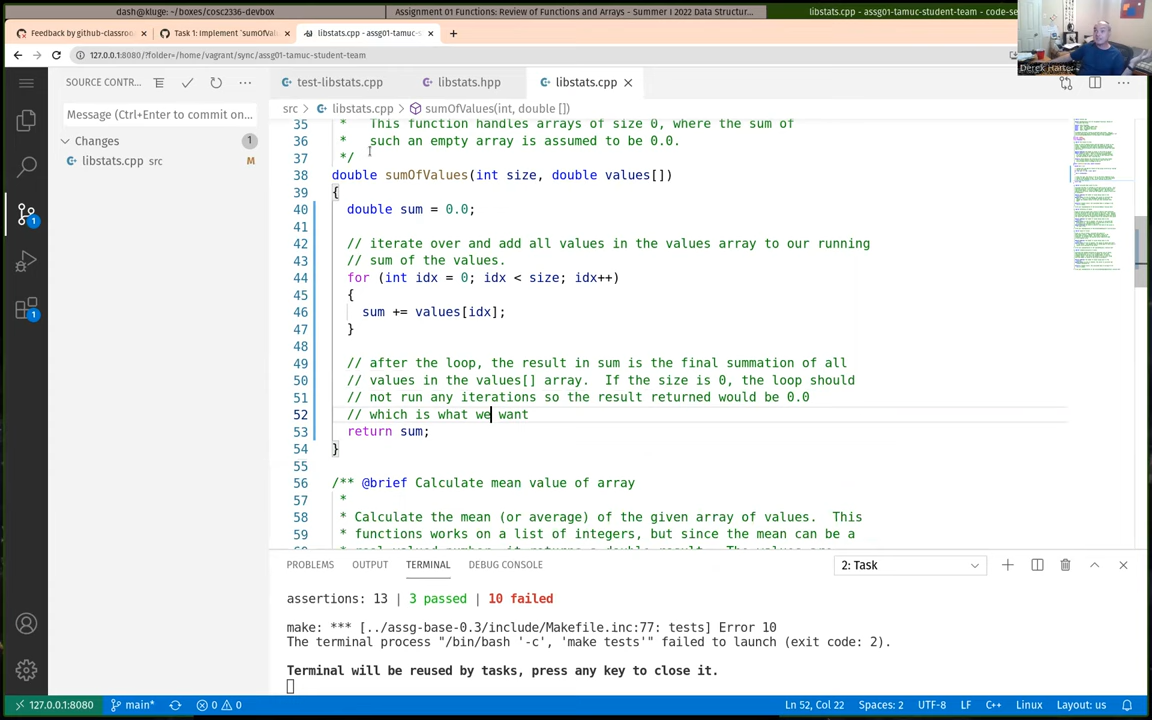 dash@kluge: ~/boxes/cosc2336-devbox
Assignment 01 Functions: Review of Functions and Arrays - Summer I 2022 Data Structur...
libstats.cpp - assg01-tamuc-student-team - code-se
Feedback by github-classroo
Task 1: Implement `sumOfValu
libstats.cpp - assg01-tamuc-s
127.0.0.1:8080/?folder=/home/vagrant/sync/assg01-tamuc-student-team
Derek Harter
SOURCE CONTR...
test-libstats.cpp
libstats.hpp
libstats.cpp
src > libstats.cpp > sumOfValues(int, double [])
Message (Ctrl+Enter to commit on...
Changes 1
libstats.cpp src M
1
1
35 * This function handles arrays of size 0, where the sum of
36 * such an empty array is assumed to be 0.0.
37 */
38 double sumOfValues(int size, double values[])
39 {
40 double sum = 0.0;
41
42 // iterate over and add all values in the values array to our running
43 // sum of the values.
44 for (int idx = 0; idx < size; idx++)
45 {
46 sum += values[idx];
47 }
48
49 // after the loop, the result in sum is the final summation of all
50 // values in the values[] array.  If the size is 0, the loop should
51 // not run any iterations so the result returned would be 0.0
52 // which is what we want
53 return sum;
54 }
55
56 /** @brief Calculate mean value of array
57 *
58 * Calculate the mean (or average) of the given array of values.  This
59 * functions works on a list of integers, but since the mean can be a
PROBLEMS
OUTPUT
TERMINAL
DEBUG CONSOLE
2: Task
assertions: 13 | 3 passed | 10 failed
make: *** [../assg-base-0.3/include/Makefile.inc:77: tests] Error 10
The terminal process "/bin/bash '-c', 'make tests'" failed to launch (exit code: 2).
Terminal will be reused by tasks, press any key to close it.
127.0.0.1:8080
main*
0
0
Ln 52, Col 22
Spaces: 2
UTF-8
LF
C++
Linux
Layout: us